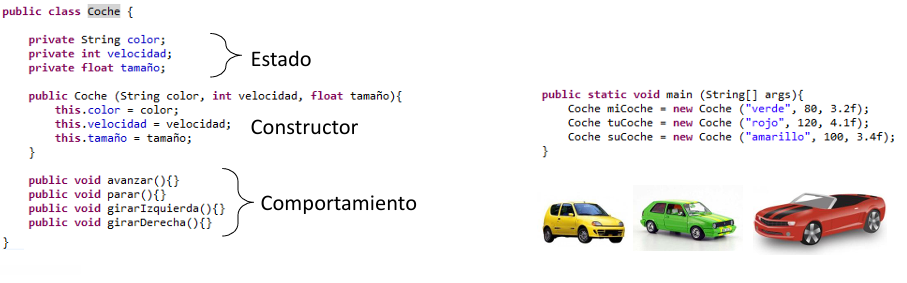 public class Coche {
private String color;
private int velocidad;
private float tamaño;
Estado
public Coche (String color, int velocidad, float tamaño){
this.color = color;
this.velocidad = velocidad;
this.tamaño = tamaño;
}
Constructor
public void avanzar(){}
public void parar(){}
public void girarIzquierda(){}
public void girarDerecha(){}
Comportamiento
}
public static void main (String[] args){
Coche miCoche = new Coche ("verde", 80, 3.2f);
Coche tuCoche = new Coche ("rojo", 120, 4.1f);
Coche suCoche = new Coche ("amarillo", 100, 3.4f);
}